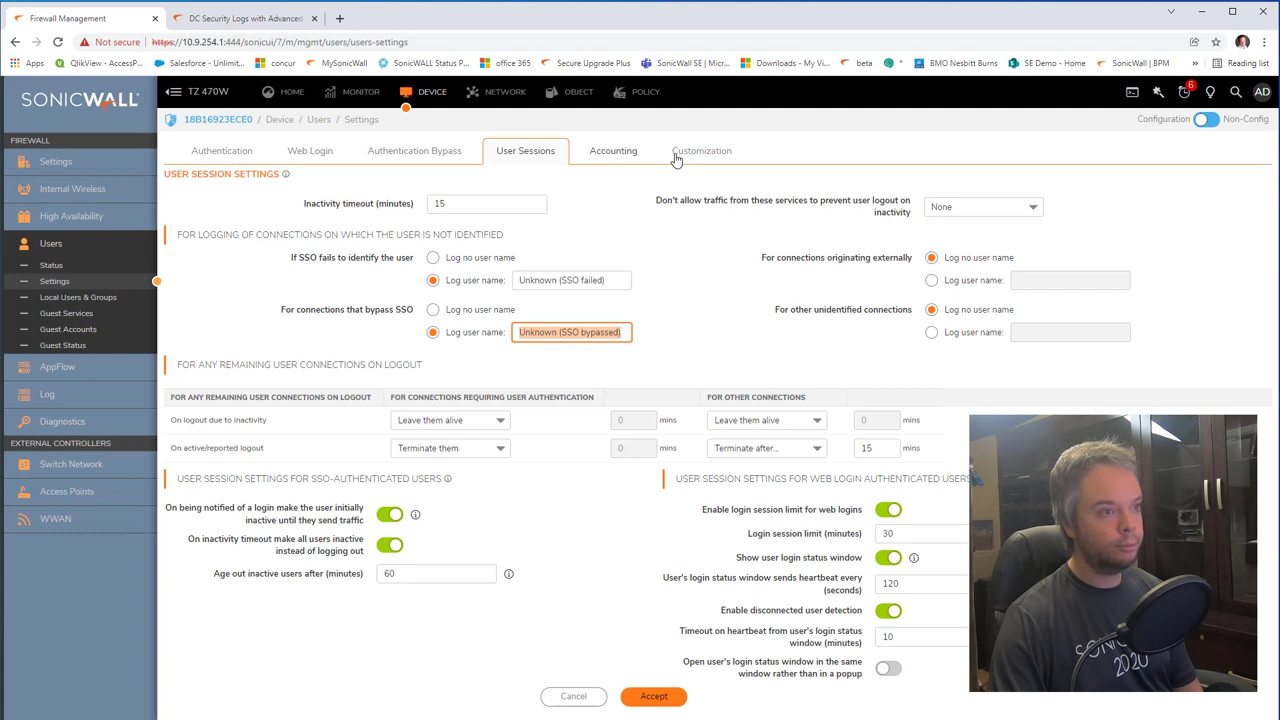 Firewall Management
DC Security Logs with Advanced
Not secure
https://10.9.254.1:444/sonicui/7/m/mgmt/users/users-settings
Apps
QlikView - AccessP...
Salesforce - Unlimit...
concur
MySonicWall
SonicWALL Status P...
office 365
Secure Upgrade Plus
SonicWall SE | Micr...
Downloads - My Vi...
beta
BMO Nesbitt Burns
SE Demo - Home
SonicWall | BPM
Reading list
SONICWALL
TZ 470W
HOME
MONITOR
DEVICE
NETWORK
OBJECT
POLICY
6
AD
18B16923ECE0 / Device / Users / Settings
Configuration
Non-Config
FIREWALL
Settings
Internal Wireless
High Availability
Users
Status
Settings
Local Users & Groups
Guest Services
Guest Accounts
Guest Status
AppFlow
Log
Diagnostics
EXTERNAL CONTROLLERS
Switch Network
Access Points
WWAN
Authentication
Web Login
Authentication Bypass
User Sessions
Accounting
Customization
USER SESSION SETTINGS
Inactivity timeout (minutes)
15
Don't allow traffic from these services to prevent user logout on
inactivity
None
FOR LOGGING OF CONNECTIONS ON WHICH THE USER IS NOT IDENTIFIED
If SSO fails to identify the user
Log no user name
Log user name:
Unknown (SSO failed)
For connections originating externally
Log no user name
Log user name:
For connections that bypass SSO
Log no user name
Log user name:
Unknown (SSO bypassed)
For other unidentified connections
Log no user name
Log user name:
FOR ANY REMAINING USER CONNECTIONS ON LOGOUT
FOR ANY REMAINING USER CONNECTIONS ON LOGOUT
FOR CONNECTIONS REQUIRING USER AUTHENTICATION
FOR OTHER CONNECTIONS
On logout due to inactivity
Leave them alive
0
mins
Leave them alive
0
mins
On active/reported logout
Terminate them
0
mins
Terminate after...
15
mins
USER SESSION SETTINGS FOR SSO-AUTHENTICATED USERS
On being notified of a login make the user initially
inactive until they send traffic
On inactivity timeout make all users inactive
instead of logging out
Age out inactive users after (minutes)
60
USER SESSION SETTINGS FOR WEB LOGIN AUTHENTICATED USERS
Enable login session limit for web logins
Login session limit (minutes)
30
Show user login status window
User's login status window sends heartbeat every
(seconds)
120
Enable disconnected user detection
Timeout on heartbeat from user's login status
window (minutes)
10
Open user's login status window in the same
window rather than in a popup
Cancel
Accept
2020